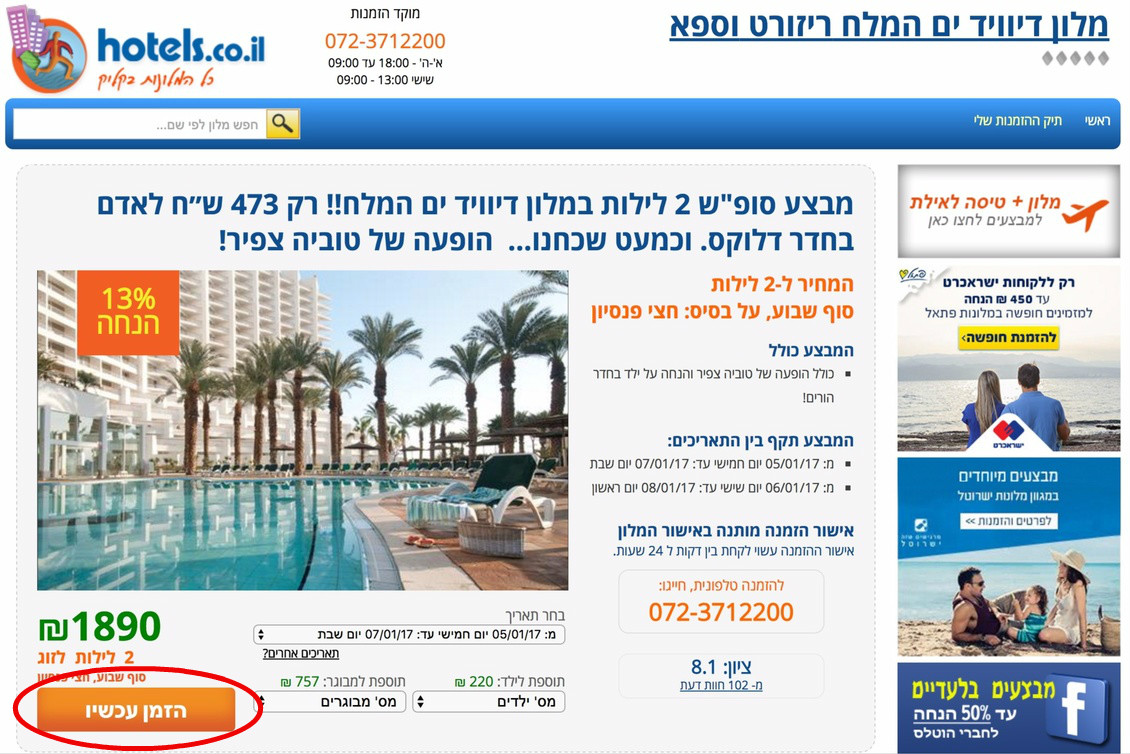 מלון דיוויד ים המלח ריזורט וספא
מוקד הזמנות
072-3712200
א'-ה' - 18:00 עד 09:00
שישי 13:00 - 09:00
hotels.co.il
כל המלונות בקליק
ראשי
תיק ההזמנות שלי
חפש מלון לפי שם...
מבצע סופ"ש 2 לילות במלון דיוויד ים המלח!! רק 473 ש״ח לאדם
בחדר דלוקס. וכמעט שכחנו... הופעה של טוביה צפיר!
המחיר ל-2 לילות
סוף שבוע, על בסיס: חצי פנסיון
המבצע כולל
כולל הופעה של טוביה צפיר והנחה על ילד בחדר
הורים!
המבצע תקף בין התאריכים:
מ: 05/01/17 יום חמישי עד: 07/01/17 יום שבת
מ: 06/01/17 יום שישי עד: 08/01/17 יום ראשון
אישור הזמנה מותנה באישור המלון
אישור ההזמנה עשוי לקחת בין דקות ל 24 שעות.
להזמנה טלפונית, חייגו:
072-3712200
ציון: 8.1
מ- 102 חוות דעת
13%
הנחה
בחר תאריך
מ: 05/01/17 יום חמישי עד: 07/01/17 יום שבת
תאריכים אחרים?
תוספת לילד: 220 ₪
מס' ילדים
תוספת למבוגר: 757 ₪
מס' מבוגרים
₪1890
2 לילות לזוג
סוף שבוע, חצי פנסיון
הזמן עכשיו
מלון + טיסה לאילת
למבצעים לחצו כאן
פתאל
רק ללקוחות ישראכרט
עד 450 ₪ הנחה
למזמינים חופשה במלונות פתאל
להזמנת חופשה>
ישראכרט
מבצעים מיוחדים
במגוון מלונות ישרוטל
לפרטים והזמנות >>
ישרוטל
מבצעים בלעדיים
עד 50% הנחה
לחברי הוטלס
f